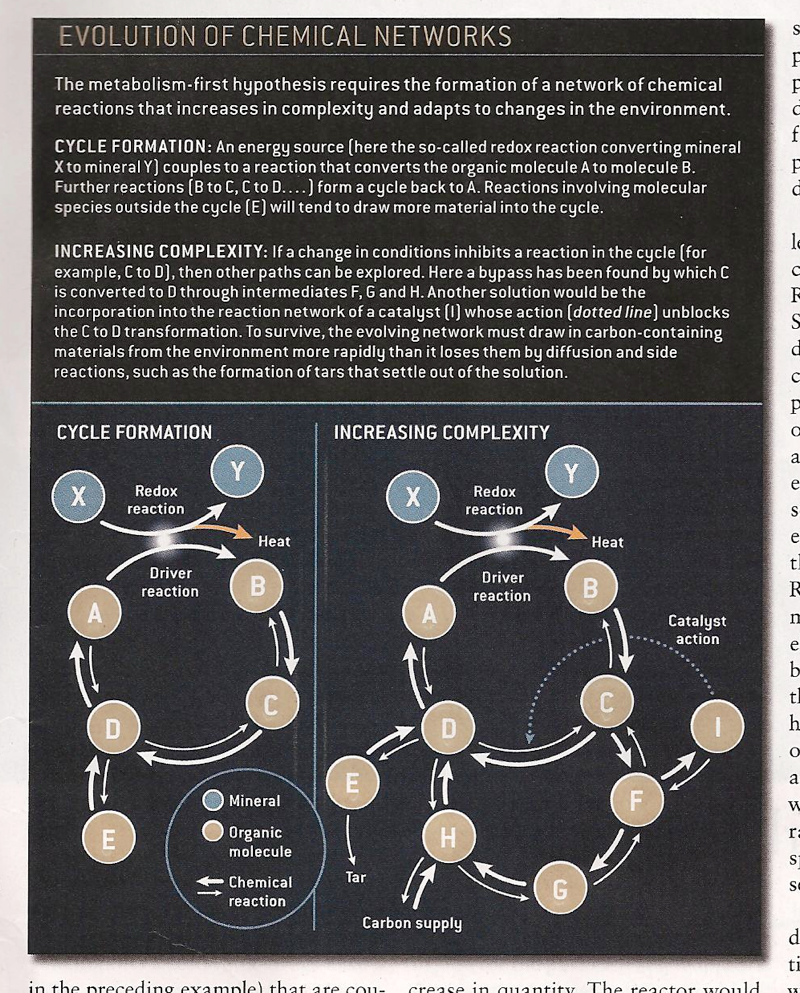 EVOLUTION OF CHEMICAL NETWORKS
The metabolism-first hypothesis requires the formation of a network of chemical
reactions that increases in complexity and adapts to changes in the environment.
CYCLE FORMATION: An energy source (here the so-called redox reaction converting mineral
X to mineral Y) couples to a reaction that converts the organic molecule A to molecule B.
Further reactions (B to C, C to D....) form a cycle back to A. Reactions involving molecular
species outside the cycle (E) will tend to draw more material into the cycle.
INCREASING COMPLEXITY: If a change in conditions inhibits a reaction in the cycle (for
example, C to D), then other paths can be explored. Here a bypass has been found by which C
is converted to D through intermediates F, G and H. Another solution would be the
incorporation into the reaction network of a catalyst (I) whose action (dotted line) unblocks
the C to D transformation. To survive, the evolving network must draw in carbon-containing
materials from the environment more rapidly than it loses them by diffusion and side
reactions, such as the formation of tars that settle out of the solution.
CYCLE FORMATION
X
Y
Redox
reaction
Heat
Driver
reaction
A
B
C
D
E
Mineral
Organic
molecule
Chemical
reaction
INCREASING COMPLEXITY
X
Y
Redox
reaction
Heat
Driver
reaction
A
B
Catalyst
action
C
D
I
E
F
H
G
Tar
Carbon supply
in the preceding example) that are cou-
crease in quantity. The reactor would